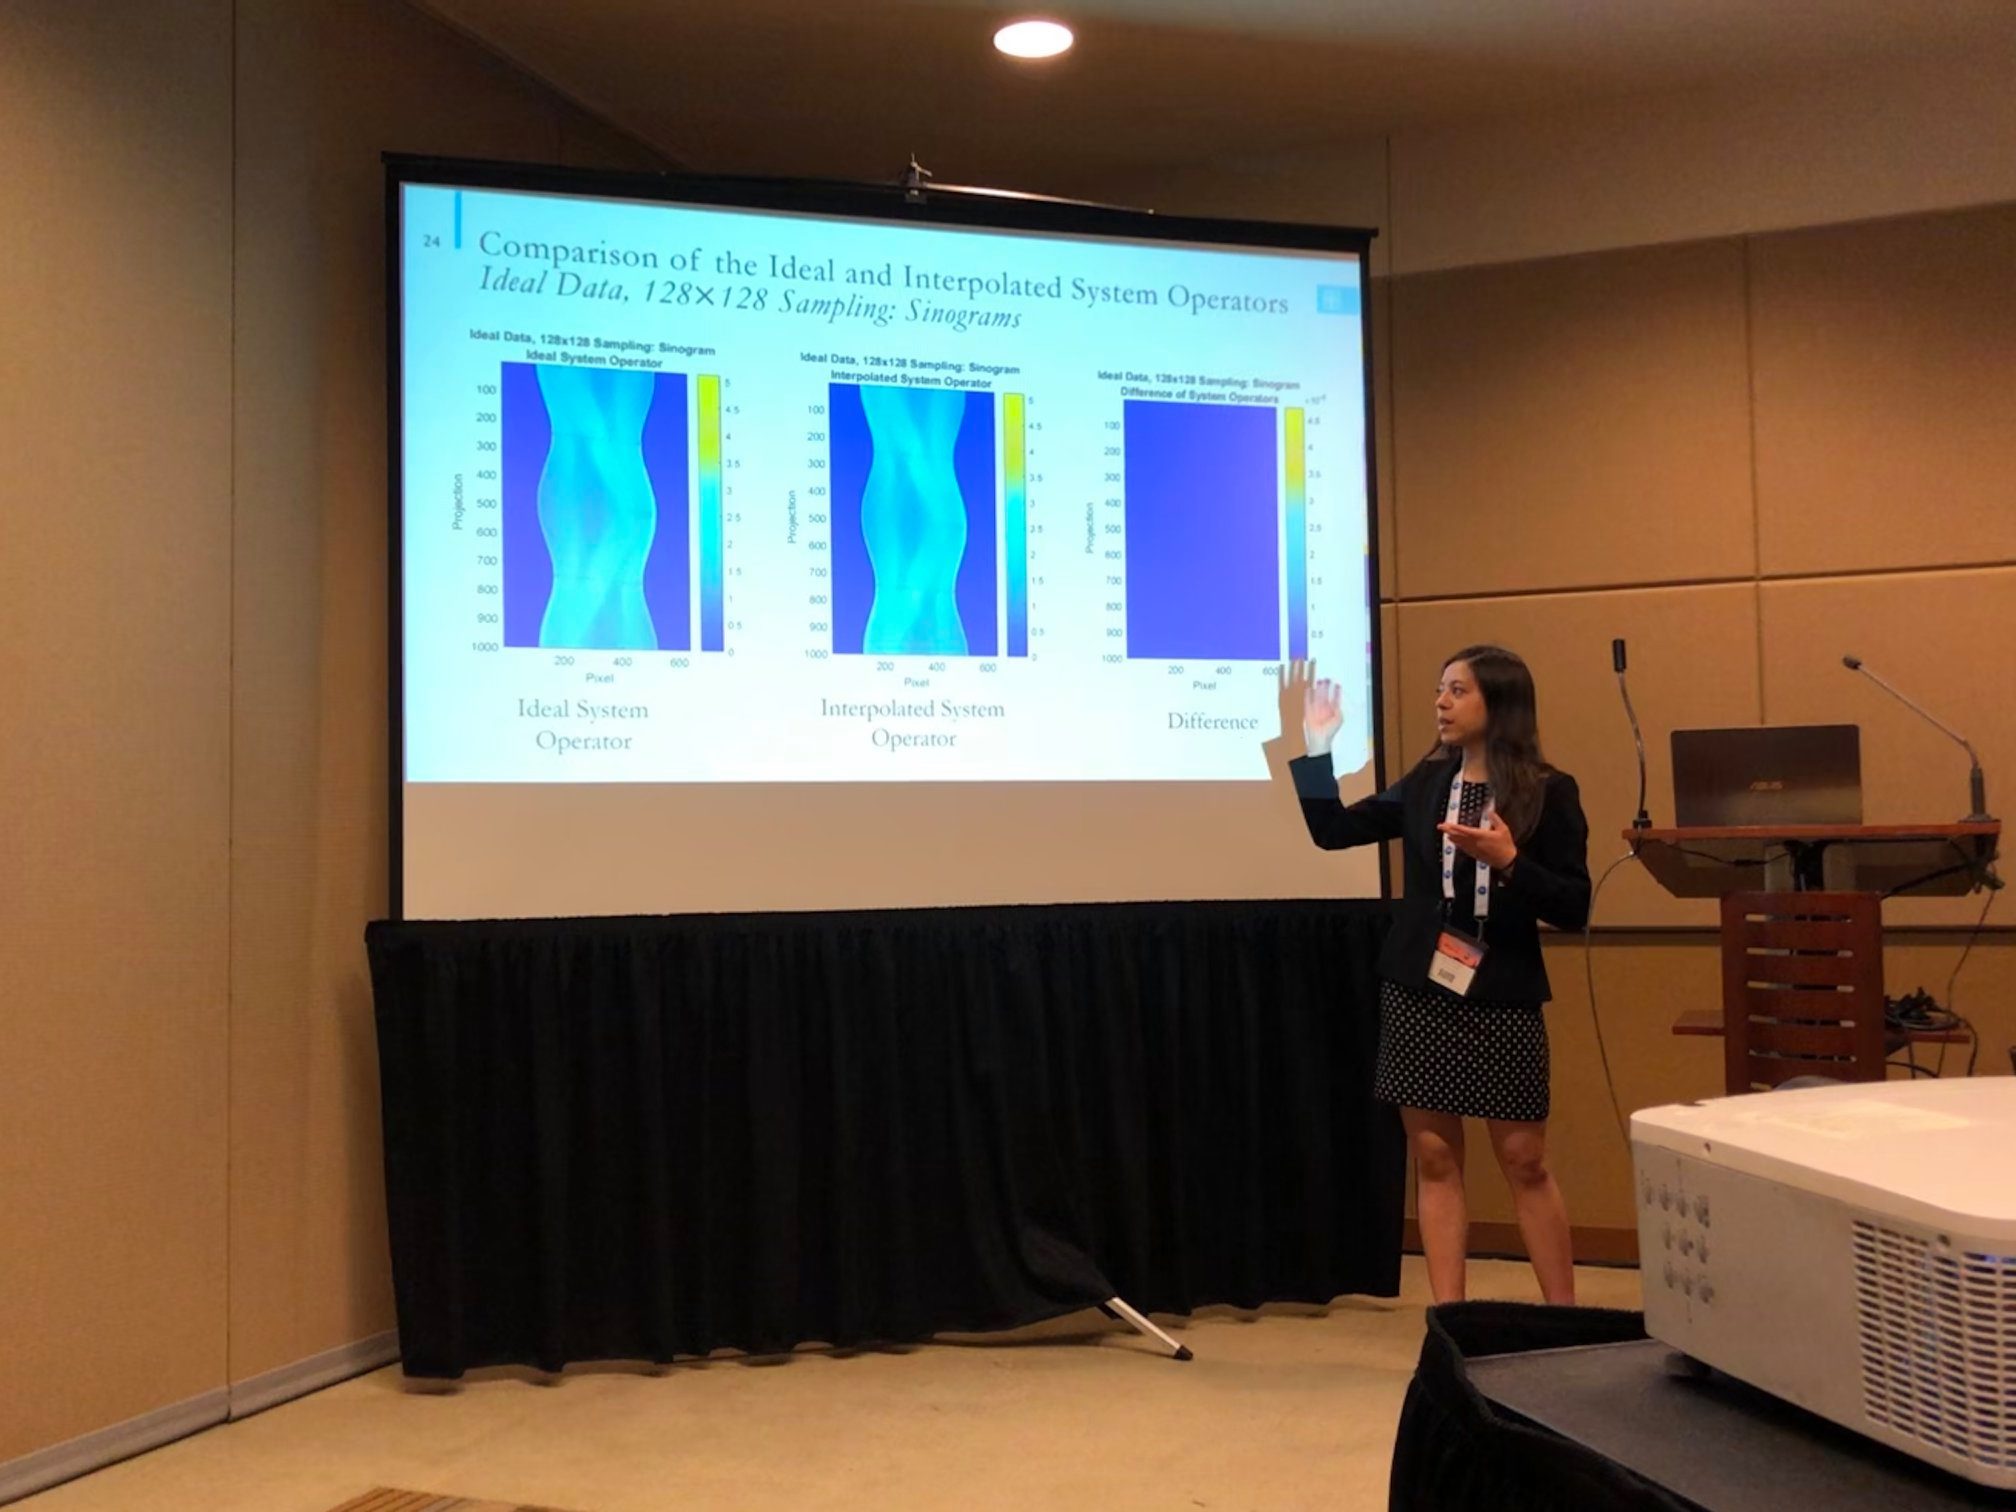 24
Comparison of the Ideal and Interpolated System Operators
Ideal Data, 128×128 Sampling: Sinograms
Ideal Data, 128x128 Sampling: Sinogram
Ideal System Operator
100
200
300
400
500
600
700
800
900
1000
Projection
200 400 600
Pixel
5
4.5
4
3.5
3
2.5
2
1.5
1
0.5
0
Ideal System
Operator
Ideal Data, 128x128 Sampling: Sinogram
Interpolated System Operator
100
200
300
400
500
600
700
800
900
1000
Projection
200 400 600
Pixel
5
4.5
4
3.5
3
2.5
2
1.5
1
0.5
0
Interpolated System
Operator
Ideal Data, 128x128 Sampling: Sinogram
Difference of System Operators
100
200
300
400
500
600
700
800
900
1000
Projection
200 400 600
Pixel
4.5
4
3.5
3
2.5
2
1.5
1
0.5
Difference
ASUS